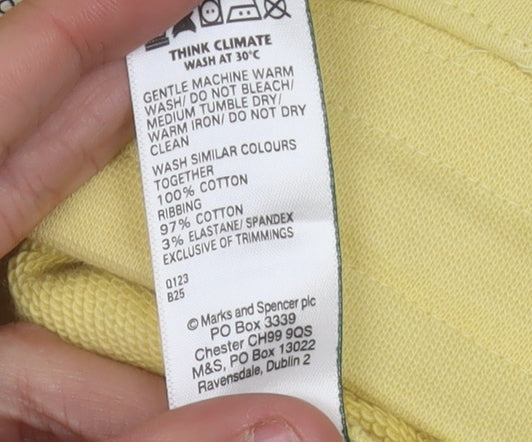 THINK CLIMATE
WASH AT 30°C
GENTLE MACHINE WARM
WASH/ DO NOT BLEACH/
MEDIUM TUMBLE DRY/
WARM IRON/ DO NOT DRY
CLEAN
WASH SIMILAR COLOURS
TOGETHER
100% COTTON
RIBBING
97% COTTON
3% ELASTANE/ SPANDEX
EXCLUSIVE OF TRIMMINGS
0123
B25
© Marks and Spencer plc
PO Box 3339
Chester CH99 9QS
M&S, PO Box 13022
Ravensdale, Dublin 2